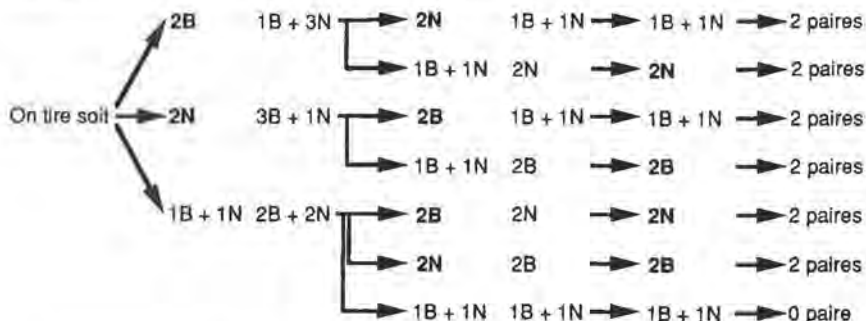 2B 1B + 3N 2N 1B + 1N 1B + 1N 2 paires
1B + 1N 2N 2N 2 paires
On tire soit 2N 3B + 1N 2B 1B + 1N 1B + 1N 2 paires
1B + 1N 2B 2B 2 paires
1B + 1N 2B + 2N 2B 2N 2N 2 paires
2N 2B 2B 2 paires
1B + 1N 1B + 1N 1B + 1N 0 paire